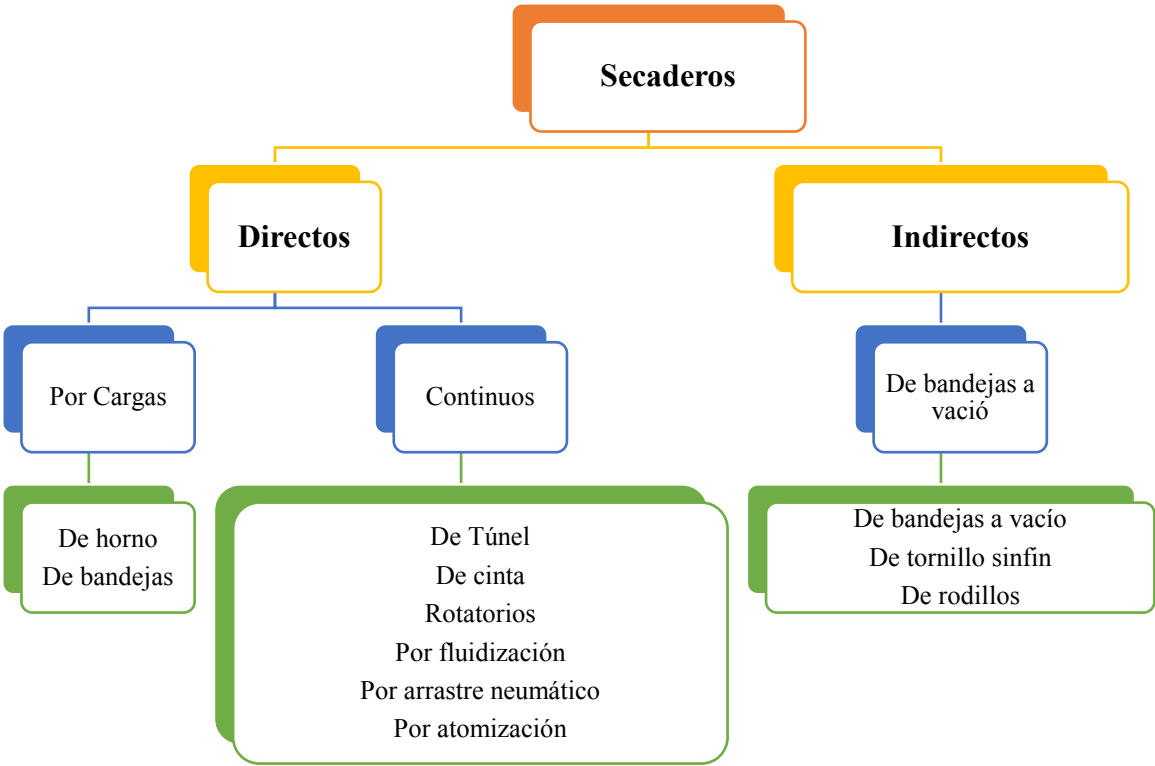 Secaderos
Directos
Indirectos
Por Cargas
Continuos
De bandejas a
vació
De horno
De bandejas
De Túnel
De cinta
Rotatorios
Por fluidización
Por arrastre neumático
Por atomización
De bandejas a vacío
De tornillo sinfin
De rodillos